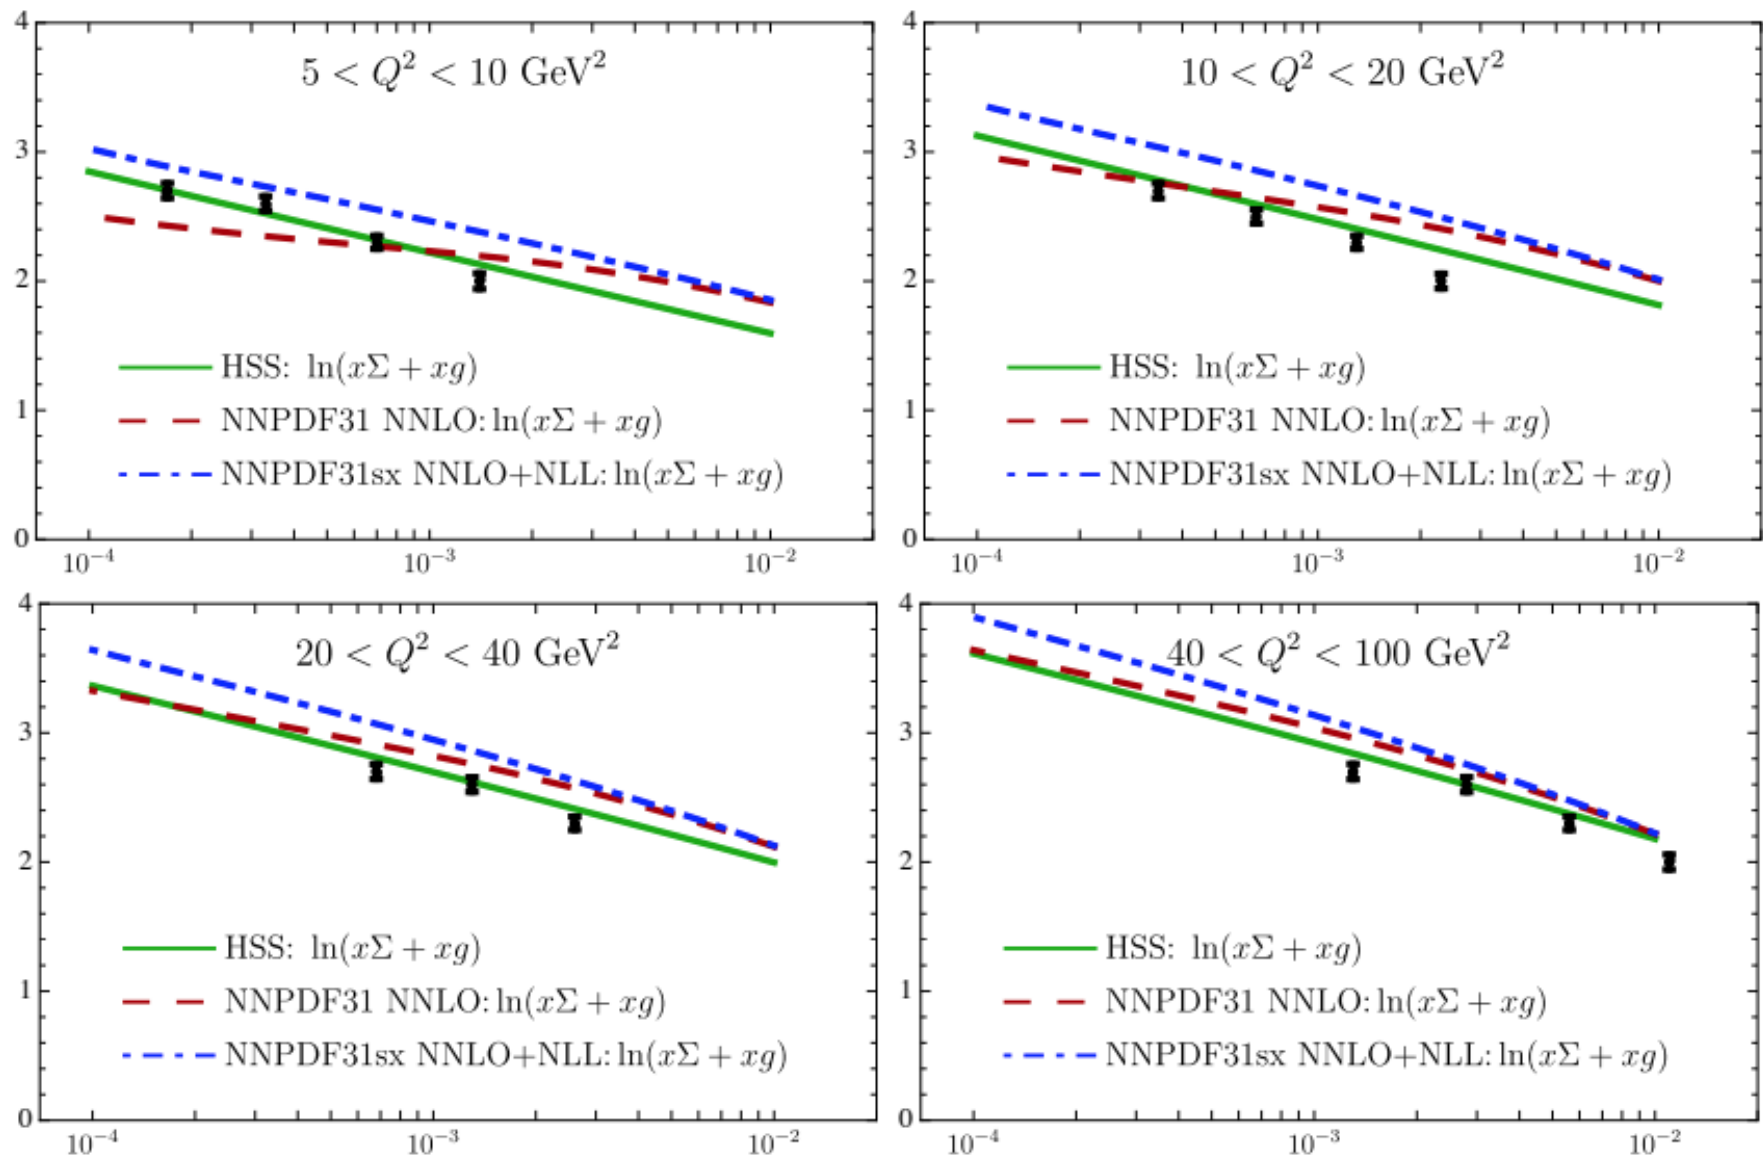 4
3
2
1
0
5 < Q² < 10 GeV²
HSS: ln(xΣ + xg)
NNPDF31 NNLO: ln(xΣ + xg)
NNPDF31sx NNLO+NLL: ln(xΣ + xg)
10⁻⁴ 10⁻³ 10⁻²
4
3
2
1
0
10 < Q² < 20 GeV²
HSS: ln(xΣ + xg)
NNPDF31 NNLO: ln(xΣ + xg)
NNPDF31sx NNLO+NLL: ln(xΣ + xg)
10⁻⁴ 10⁻³ 10⁻²
4
3
2
1
0
20 < Q² < 40 GeV²
HSS: ln(xΣ + xg)
NNPDF31 NNLO: ln(xΣ + xg)
NNPDF31sx NNLO+NLL: ln(xΣ + xg)
10⁻⁴ 10⁻³ 10⁻²
4
3
2
1
0
40 < Q² < 100 GeV²
HSS: ln(xΣ + xg)
NNPDF31 NNLO: ln(xΣ + xg)
NNPDF31sx NNLO+NLL: ln(xΣ + xg)
10⁻⁴ 10⁻³ 10⁻²